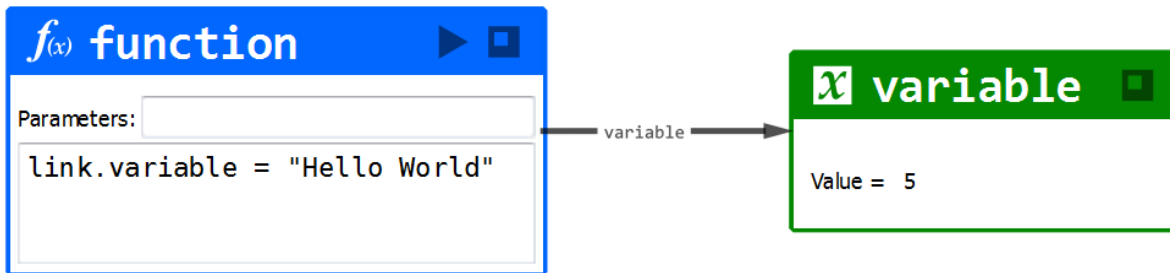 f(x) function
Parameters:
link.variable = "Hello World"
variable
x variable
Value = 5